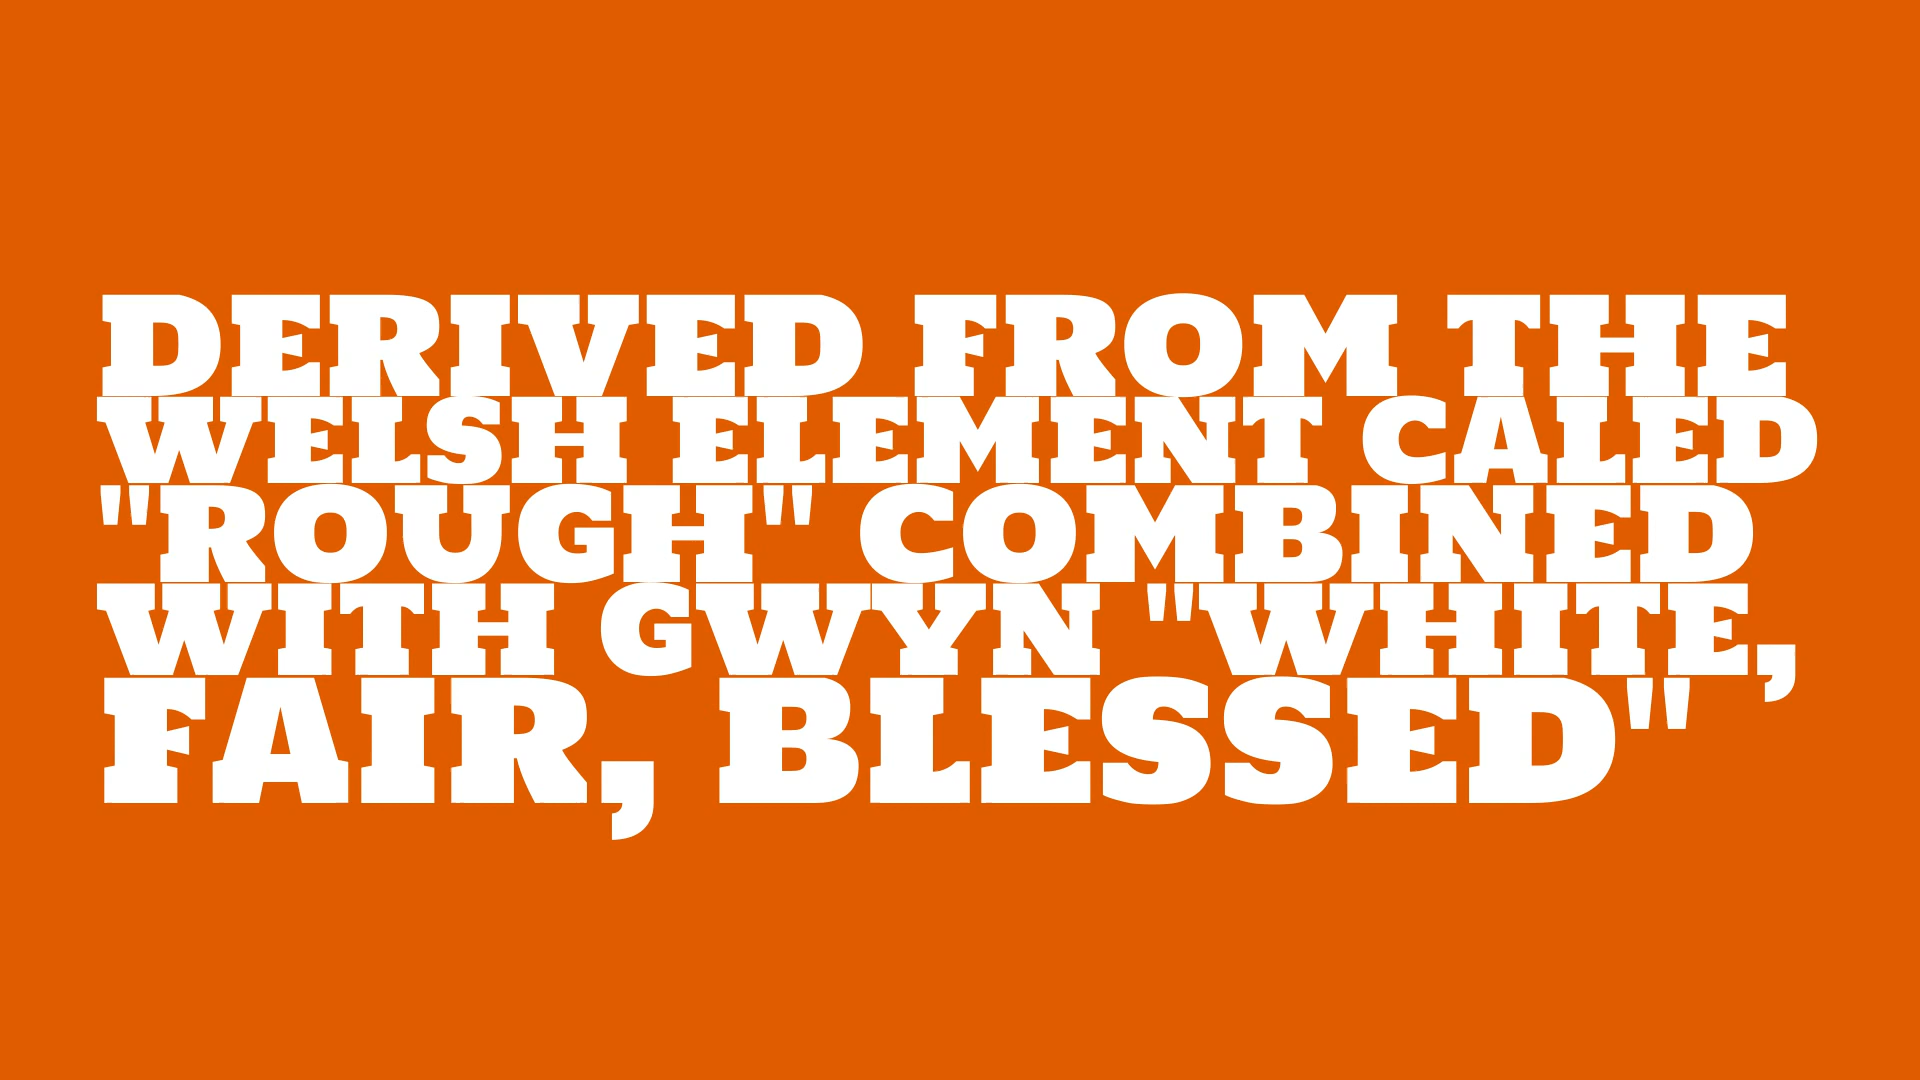 DERIVED FROM THE
WELSH ELEMENT CALED
"ROUGH" COMBINED
WITH GWYN "WHITE,
FAIR, BLESSED"